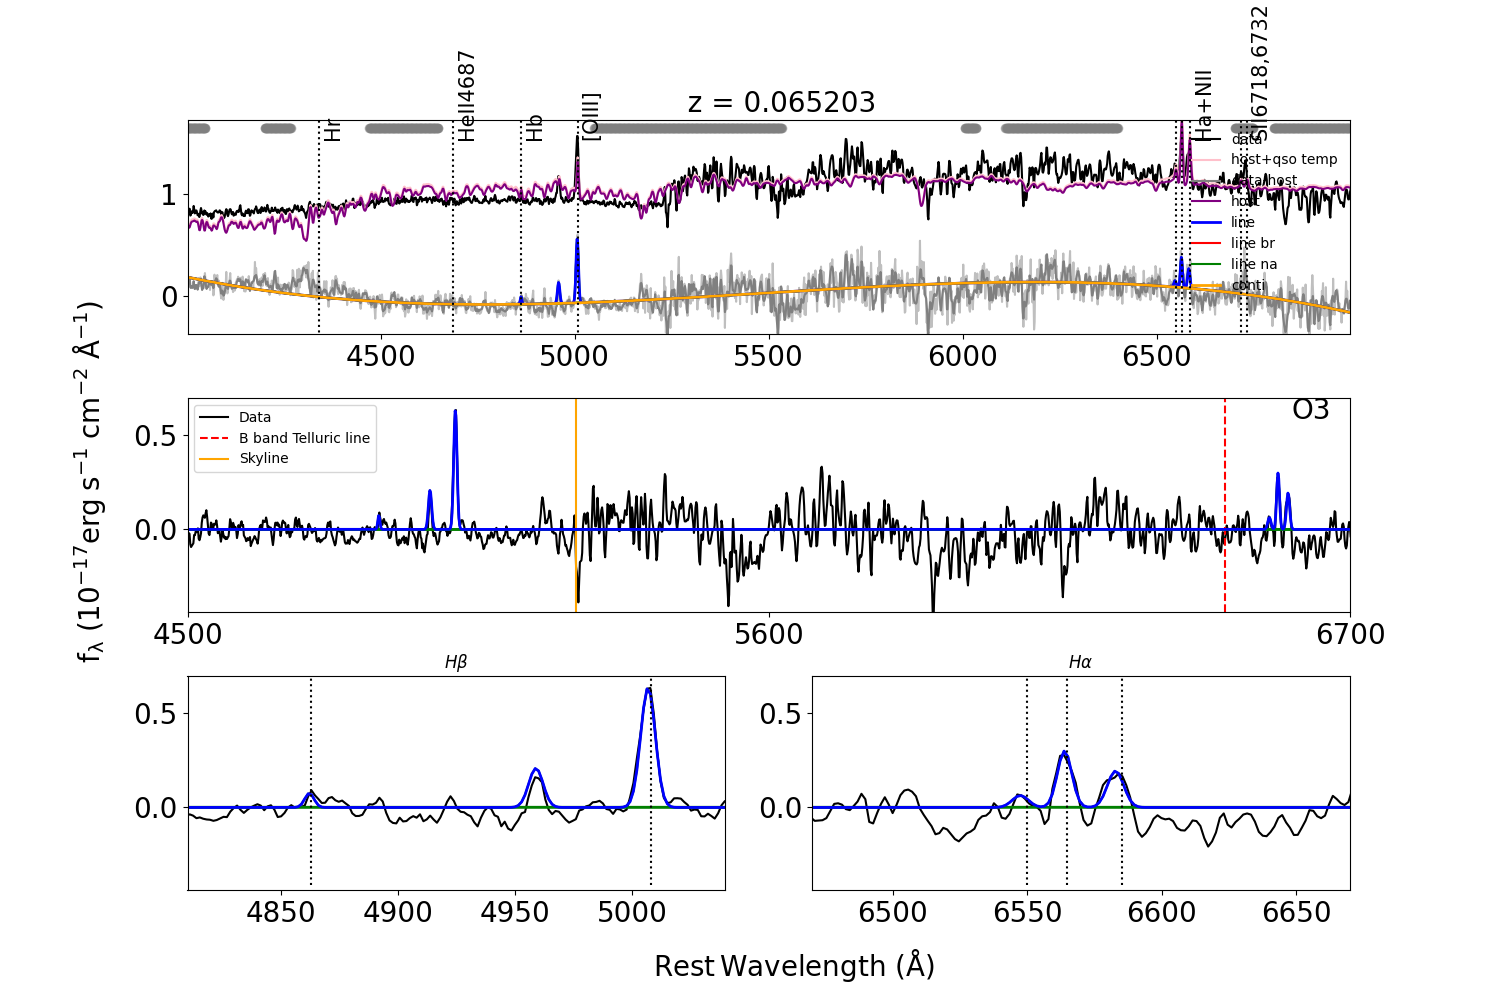 z = 0.065203
Hr
HeII4687
Hb
[OIII]
Ha+NII
SII6718,6732
data
host+qso temp
data-host
host
line
line br
line na
conti
1
0
4500
5000
5500
6000
6500
O3
Data
B band Telluric line
Skyline
0.5
0.0
4500
5600
6700
fλ (10⁻¹⁷erg s⁻¹ cm⁻² Å⁻¹)
Hβ
0.5
0.0
4850
4900
4950
5000
Hα
0.5
0.0
6500
6550
6600
6650
Rest Wavelength (Å)